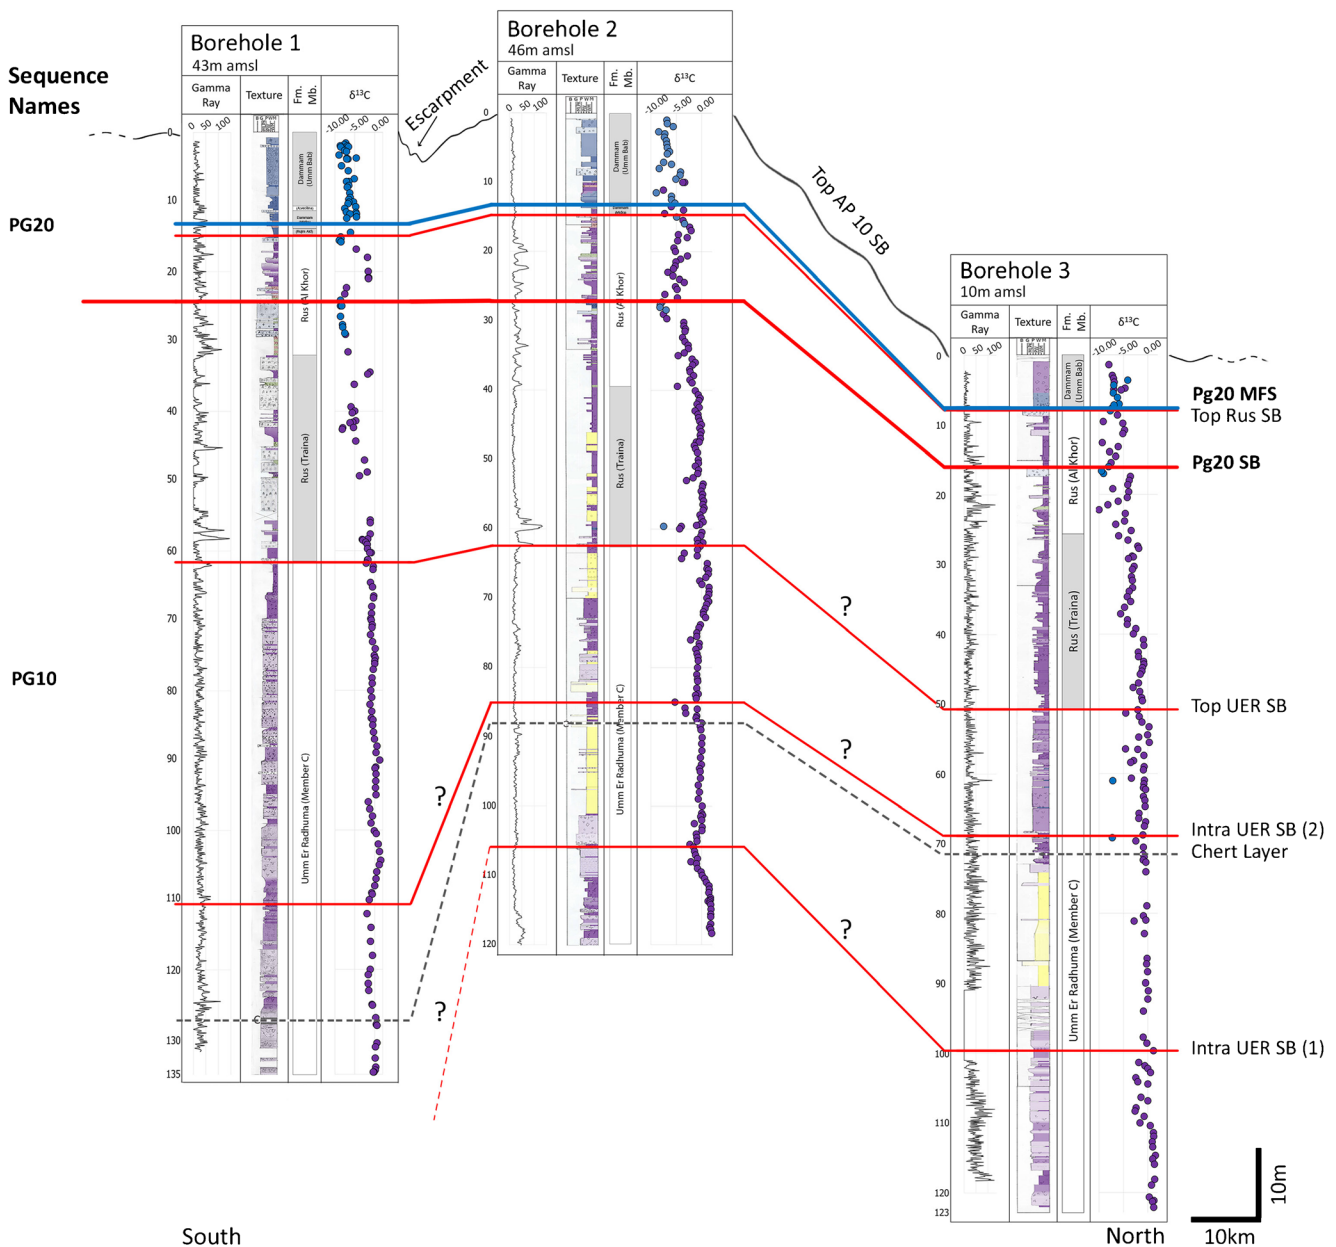 Sequence
Names
PG20
PG10
Borehole 1
43m amsl
Gamma
Ray
Texture
Fm.
Mb.
δ¹³C
0 50 100
-10.00 -5.00 0.00
0
10
20
30
40
50
60
70
80
90
100
110
120
130
135
Dammam
(Umm Bab)
Rus (Al Khor)
Rus (Traina)
Umm Er Radhuma (Member C)
Escarpment
Borehole 2
46m amsl
Gamma
Ray
Texture
Fm.
Mb.
δ¹³C
0 50 100
B G P W M
-10.00 -5.00 0.00
0
10
20
30
40
50
60
70
80
90
100
110
120
Dammam
(Umm Bab)
Rus (Al Khor)
Rus (Traina)
Umm Er Radhuma (Member C)
Top AP 10 SB
Borehole 3
10m amsl
Gamma
Ray
Texture
Fm.
Mb.
δ¹³C
0 50 100
B G P W M
-10.00 -5.00 0.00
0
10
20
30
40
50
60
70
80
90
100
110
120
123
Dammam
(Umm Bab)
Rus (Al Khor)
Rus (Traina)
Umm Er Radhuma (Member C)
?
?
?
?
?
Pg20 MFS
Top Rus SB
Pg20 SB
Top UER SB
Intra UER SB (2)
Chert Layer
Intra UER SB (1)
10m
10km
South
North